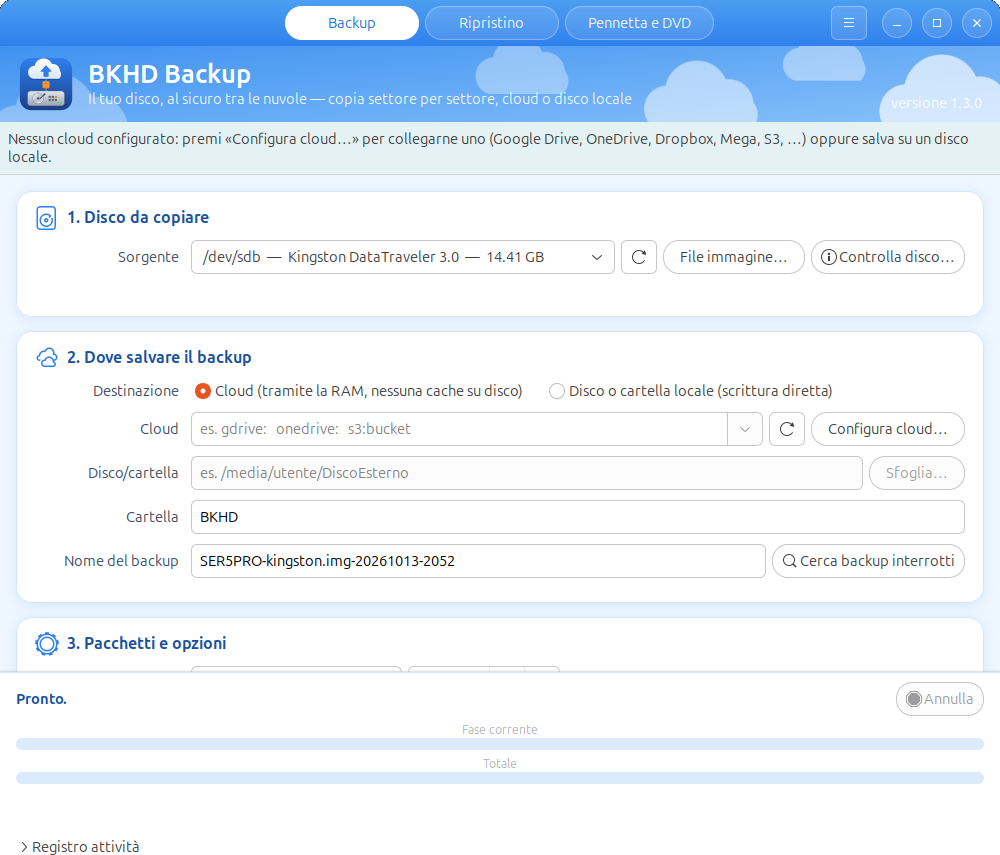 Backup
Ripristino
Pennetta e DVD
BKHD Backup
Il tuo disco, al sicuro tra le nuvole — copia settore per settore, cloud o disco locale
versione 1.3.0
Nessun cloud configurato: premi «Configura cloud…» per collegarne uno (Google Drive, OneDrive, Dropbox, Mega, S3, …) oppure salva su un disco
locale.
1. Disco da copiare
Sorgente /dev/sdb — Kingston DataTraveler 3.0 — 14.41 GB File immagine… Controlla disco…
2. Dove salvare il backup
Destinazione Cloud (tramite la RAM, nessuna cache su disco) Disco o cartella locale (scrittura diretta)
Cloud es. gdrive: onedrive: s3:bucket Configura cloud…
Disco/cartella es. /media/utente/DiscoEsterno Sfoglia…
Cartella BKHD
Nome del backup SER5PRO-kingston.img-20261013-2052 Cerca backup interrotti
3. Pacchetti e opzioni
Pronto. Annulla
Fase corrente
Totale
Registro attività